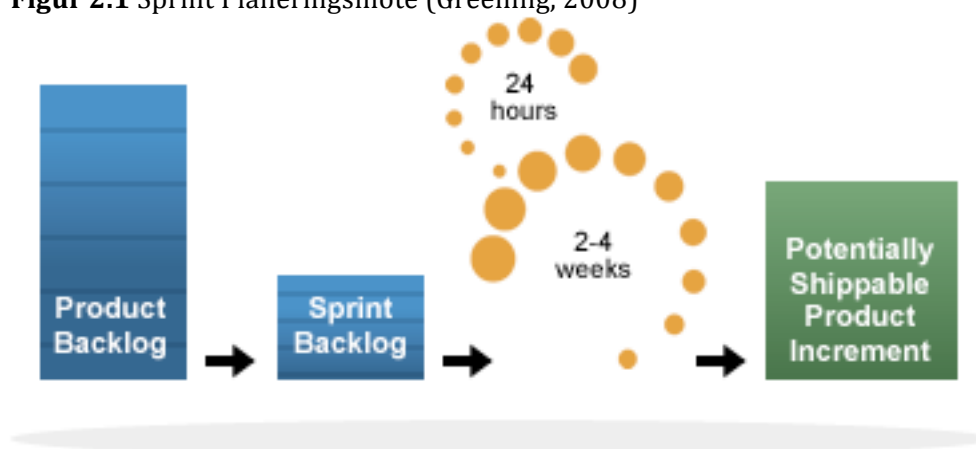 Figur 2.1 Sprint Planeringsmöte (Greening, 2008)
24
hours
2-4
weeks
Product
Backlog
Sprint
Backlog
Potentially
Shippable
Product
Increment